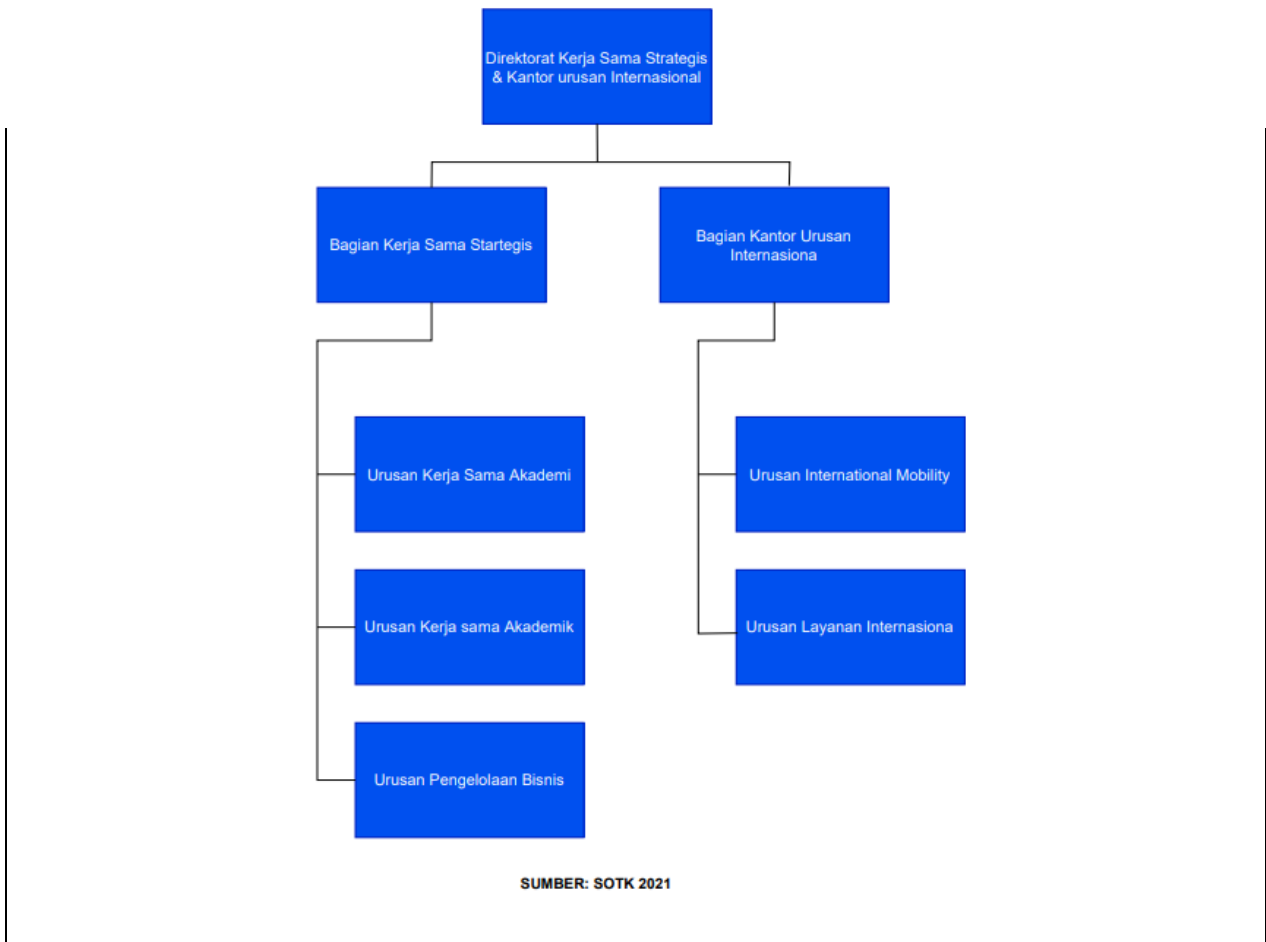 Direktorat Kerja Sama Strategis
& Kantor urusan Internasional
Bagian Kerja Sama Startegis
Bagian Kantor Urusan
Internasiona
Urusan Kerja Sama Akademi
Urusan International Mobility
Urusan Kerja sama Akademik
Urusan Layanan Internasiona
Urusan Pengelolaan Bisnis
SUMBER: SOTK 2021